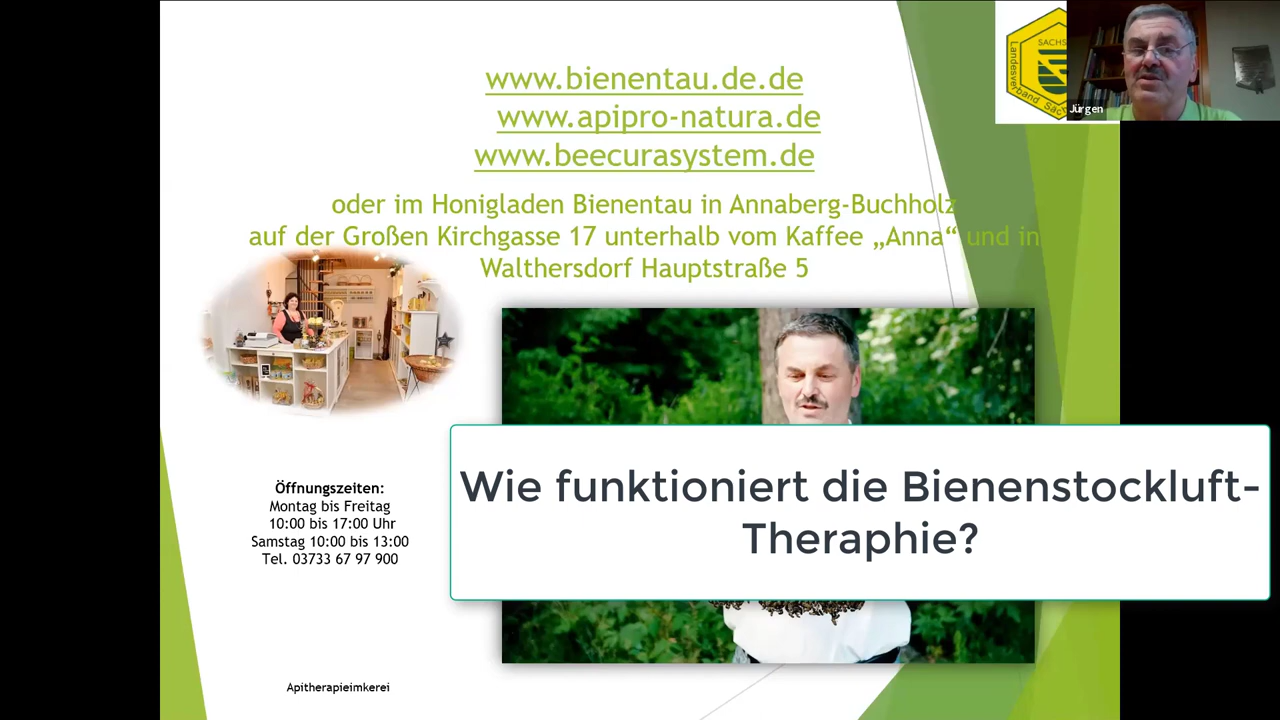 www.bienentau.de.de
www.apipro-natura.de
www.beecurasystem.de
oder im Honigladen Bienentau in Annaberg-Buchholz
auf der Großen Kirchgasse 17 unterhalb vom Kaffee „Anna“ und in
Walthersdorf Hauptstraße 5
SACHS
Landesverband Säc
Jürgen
Wie funktioniert die Bienenstockluft-
Theraphie?
Öffnungszeiten:
Montag bis Freitag
10:00 bis 17:00 Uhr
Samstag 10:00 bis 13:00
Tel. 03733 67 97 900
Apitherapieimkerei